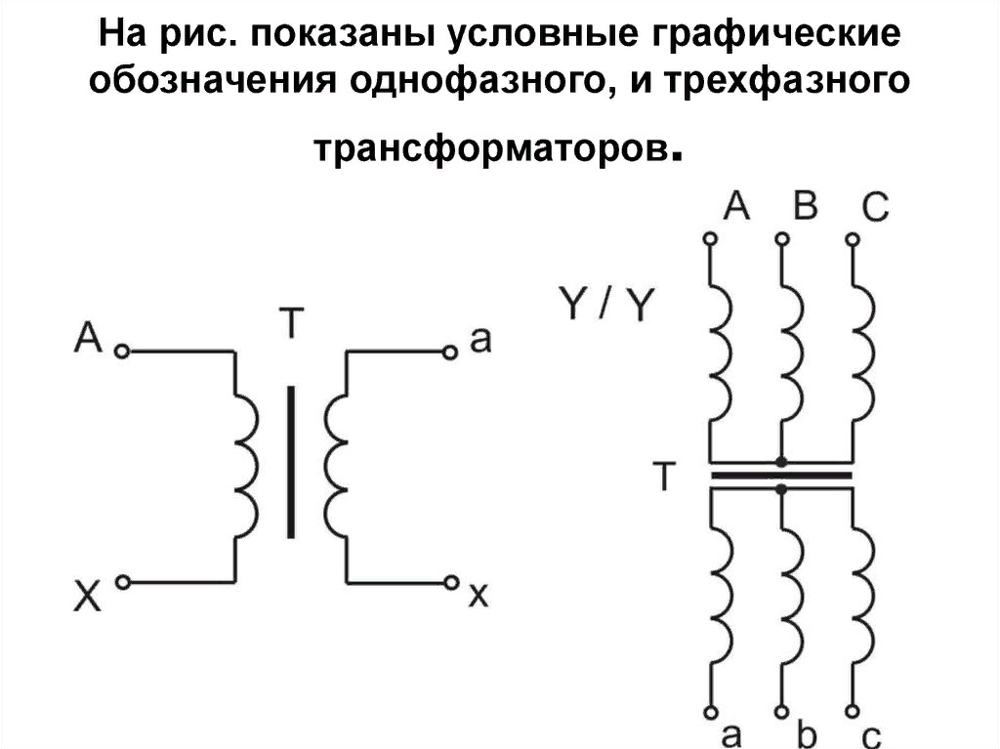 На рис. показаны условные графические
обозначения однофазного, и трехфазного
трансформаторов.
A B C
Y / Y
T
A
a
T
X
x
a b c